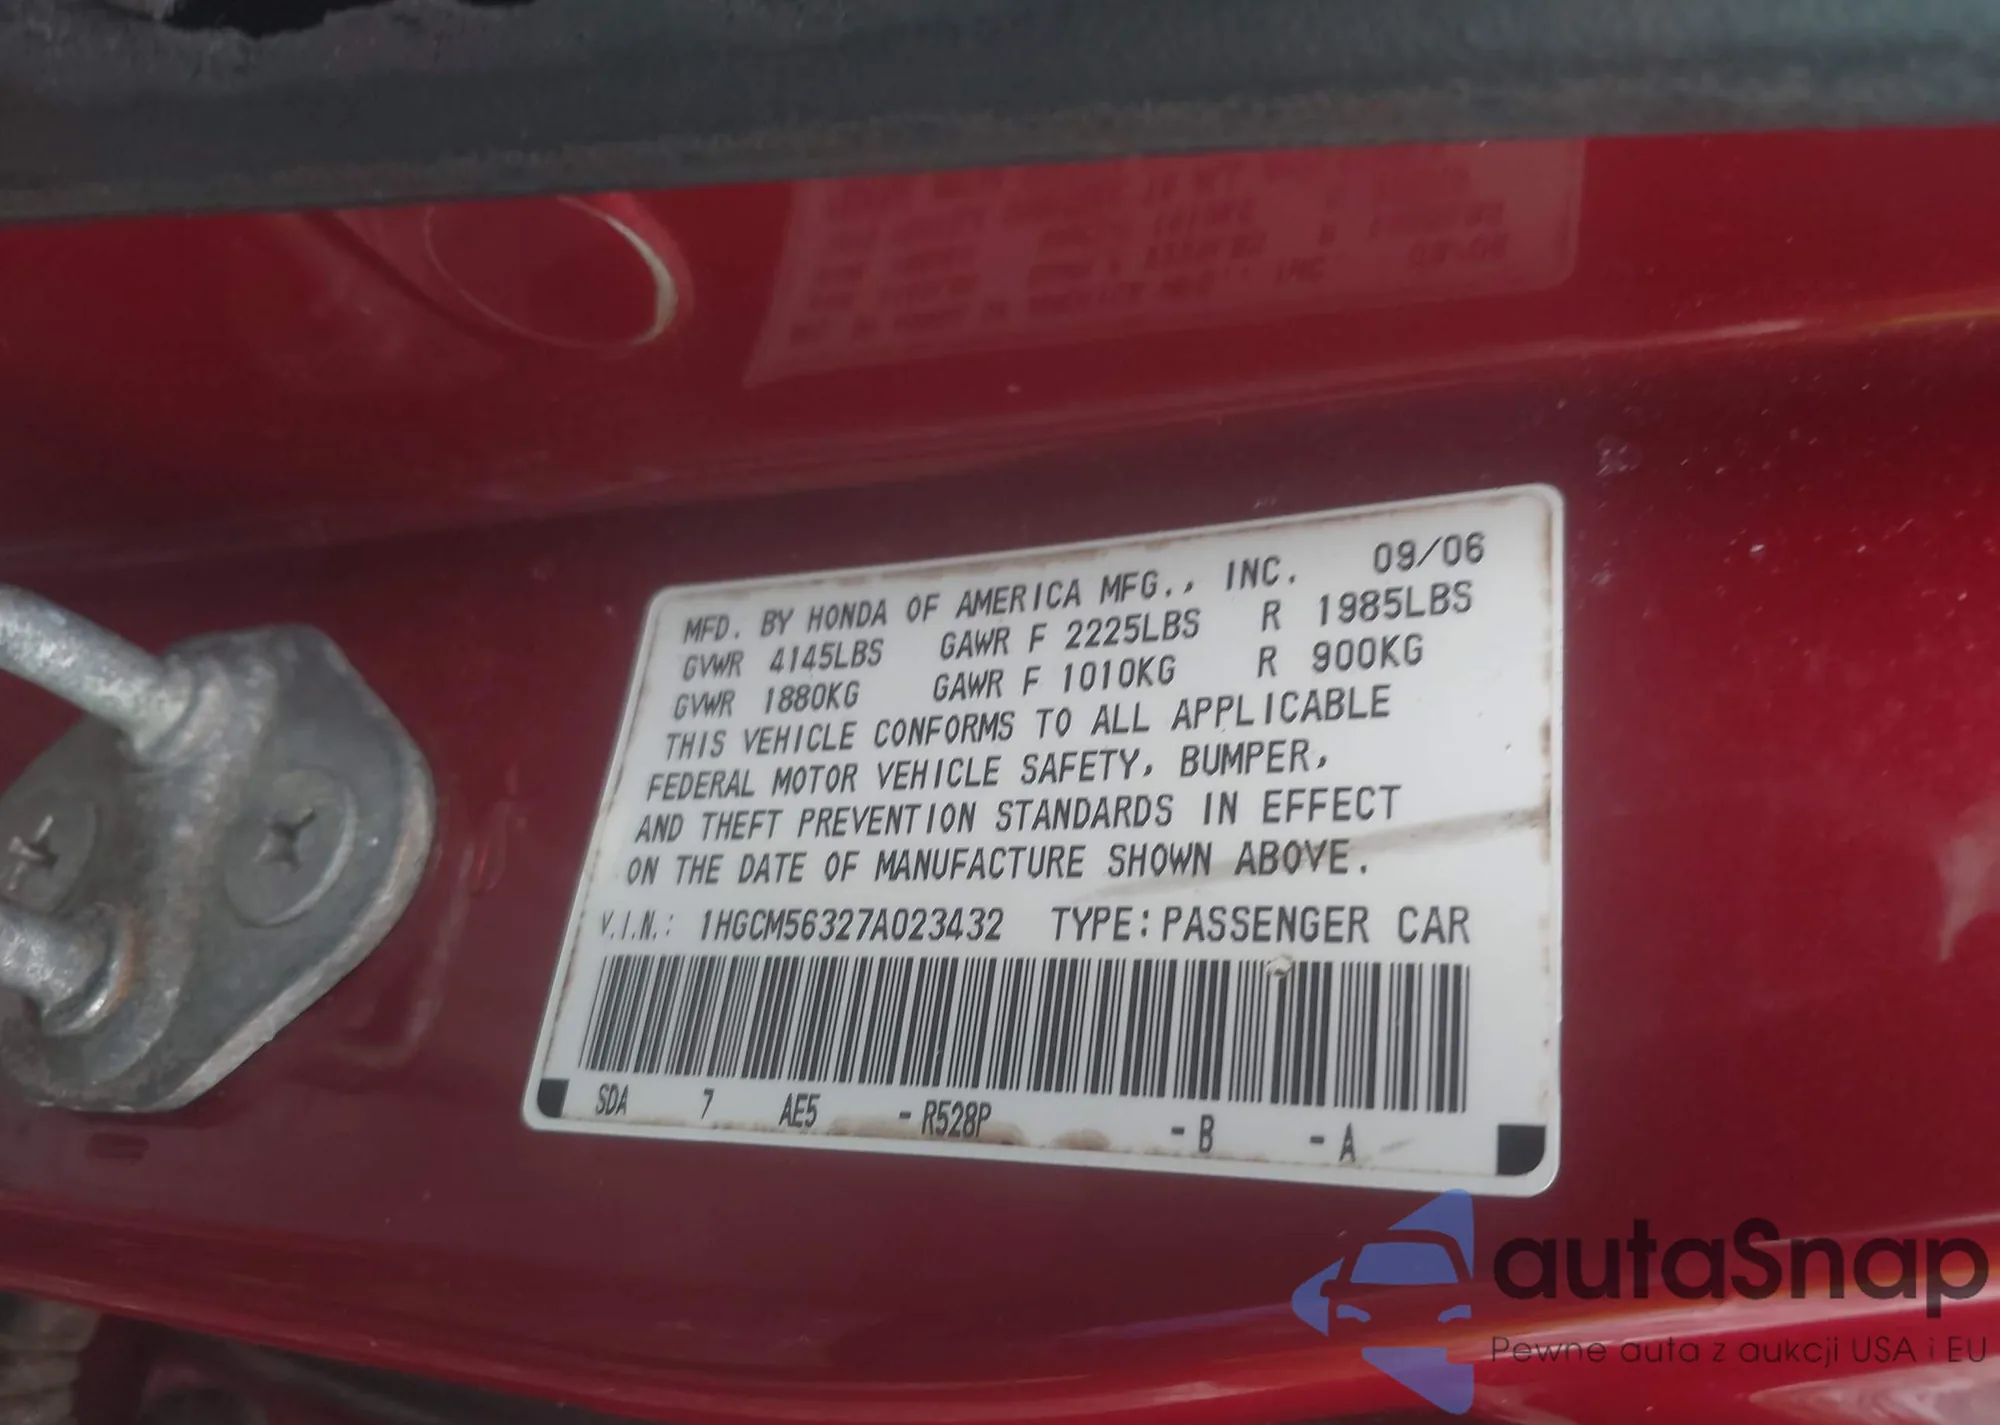 MFD. BY HONDA OF AMERICA MFG., INC. 09/06
GVWR 4145LBS GAWR F 2225LBS R 1985LBS
GVWR 1880KG GAWR F 1010KG R 900KG
THIS VEHICLE CONFORMS TO ALL APPLICABLE
FEDERAL MOTOR VEHICLE SAFETY, BUMPER,
AND THEFT PREVENTION STANDARDS IN EFFECT
ON THE DATE OF MANUFACTURE SHOWN ABOVE.
V.I.N.: 1HGCM56327A023432 TYPE: PASSENGER CAR
SDA 7 AE5 - R528P - B - A
autaSnap
Pewne auta z aukcji USA i EU